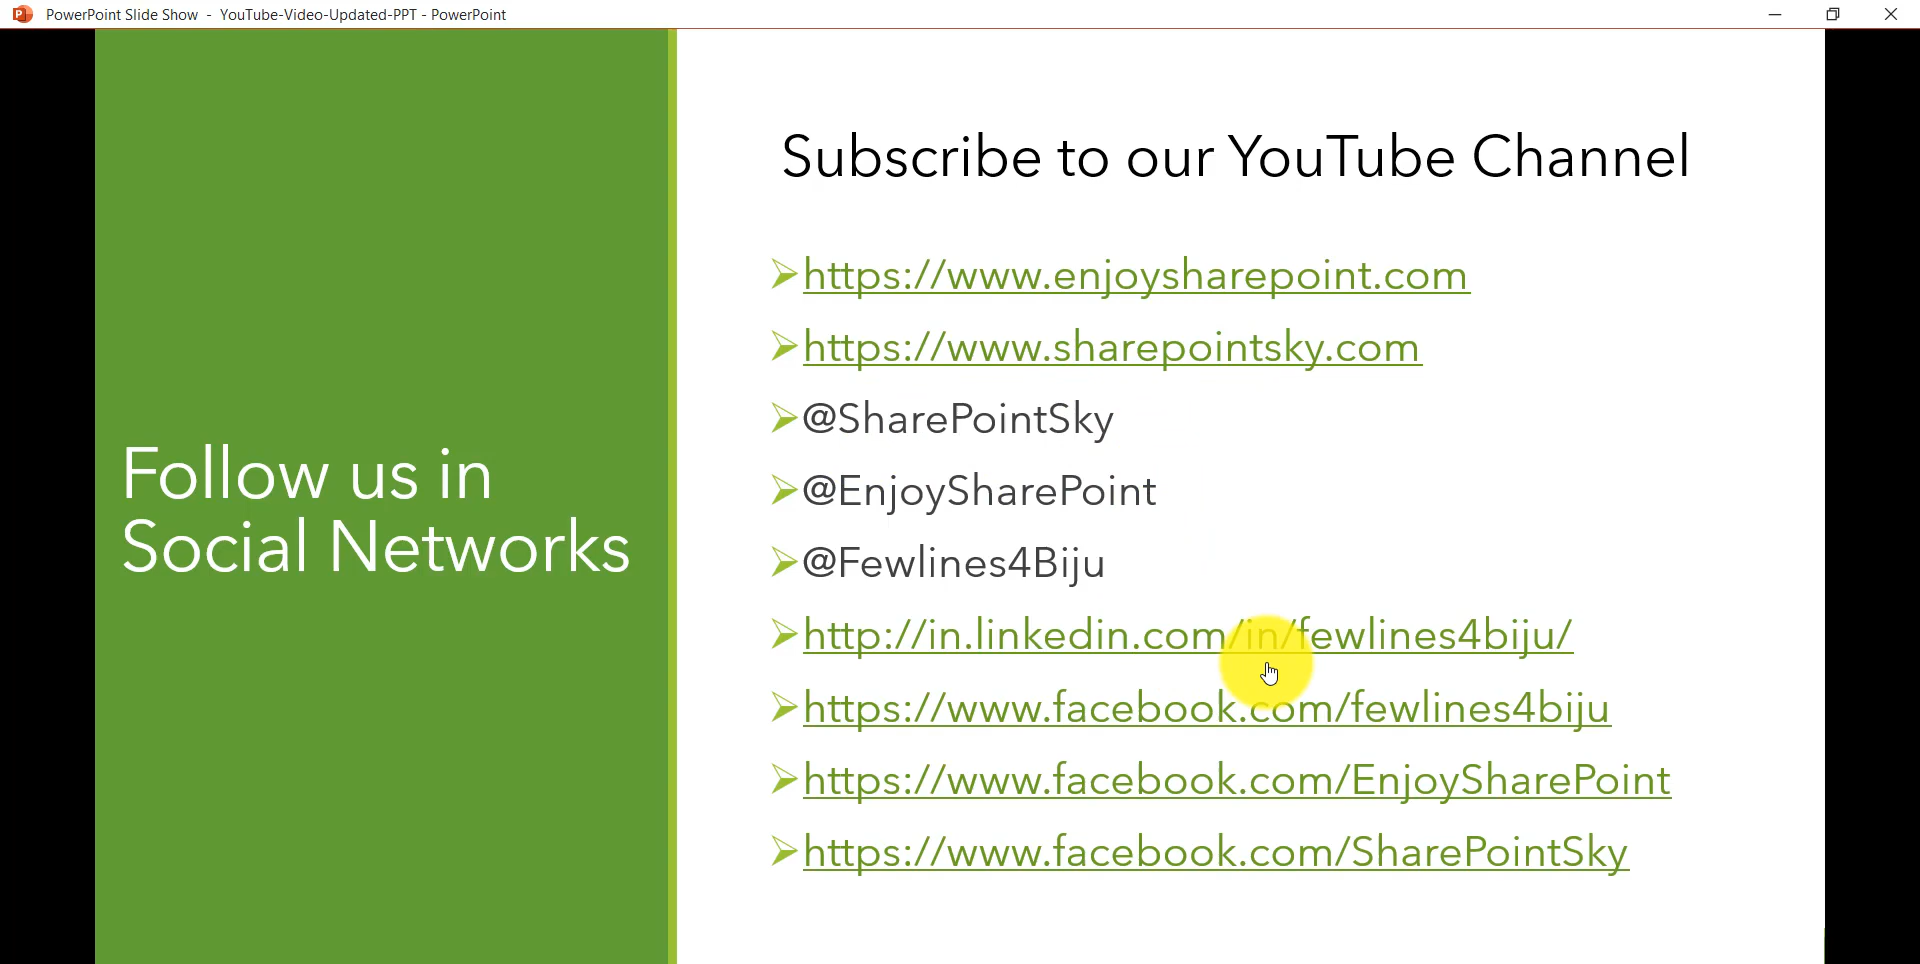 PowerPoint Slide Show - YouTube-Video-Updated-PPT - PowerPoint
Follow us in
Social Networks
Subscribe to our YouTube Channel
https://www.enjoysharepoint.com
https://www.sharepointsky.com
@SharePointSky
@EnjoySharePoint
@Fewlines4Biju
http://in.linkedin.com/in/fewlines4biju/
https://www.facebook.com/fewlines4biju
https://www.facebook.com/EnjoySharePoint
https://www.facebook.com/SharePointSky